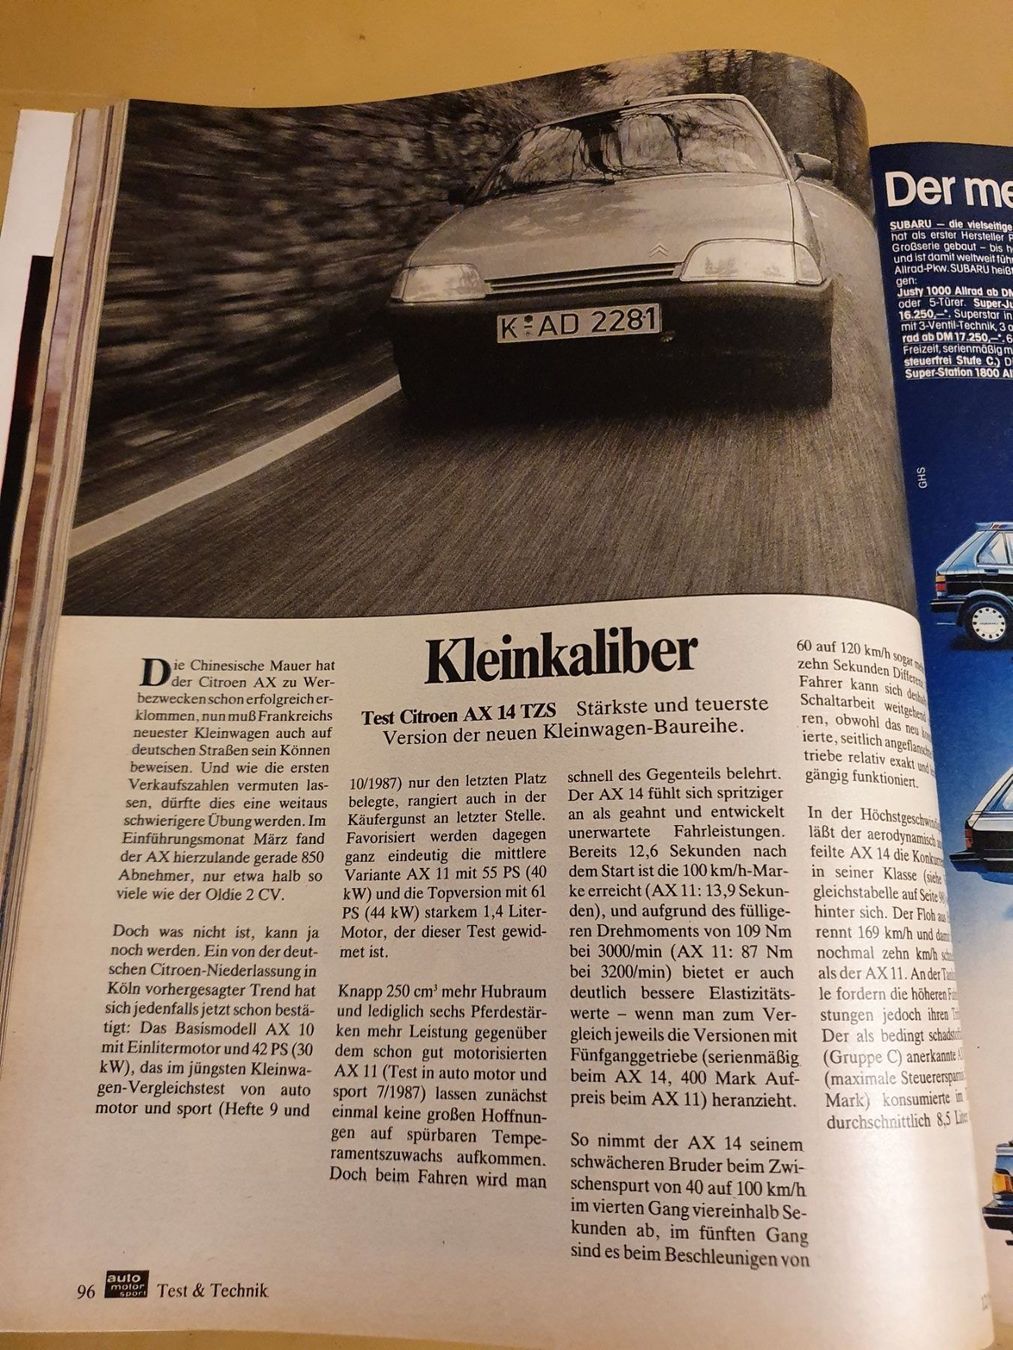 K AD 2281
Kleinkaliber
Test Citroen AX 14 TZS Stärkste und teuerste
Version der neuen Kleinwagen-Baureihe.
Die Chinesische Mauer hat
der Citroen AX zu Wer-
bezwecken schon erfolgreich er-
klommen, nun muß Frankreichs
neuester Kleinwagen auch auf
deutschen Straßen sein Können
beweisen. Und wie die ersten
Verkaufszahlen vermuten las-
sen, dürfte dies eine weitaus
schwierigere Übung werden. Im
Einführungsmonat März fand
der AX hierzulande gerade 850
Abnehmer, nur etwa halb so
viele wie der Oldie 2 CV.
Doch was nicht ist, kann ja
noch werden. Ein von der deut-
schen Citroen-Niederlassung in
Köln vorhergesagter Trend hat
sich jedenfalls jetzt schon bestä-
tigt: Das Basismodell AX 10
mit Einlitermotor und 42 PS (30
kW), das im jüngsten Kleinwa-
gen-Vergleichstest von auto
motor und sport (Hefte 9 und
10/1987) nur den letzten Platz
belegte, rangiert auch in der
Käufergunst an letzter Stelle.
Favorisiert werden dagegen
ganz eindeutig die mittlere
Variante AX 11 mit 55 PS (40
kW) und die Topversion mit 61
PS (44 kW) starkem 1,4 Liter-
Motor, der dieser Test gewid-
met ist.
Knapp 250 cm³ mehr Hubraum
und lediglich sechs Pferdestär-
ken mehr Leistung gegenüber
dem schon gut motorisierten
AX 11 (Test in auto motor und
sport 7/1987) lassen zunächst
einmal keine großen Hoffnun-
gen auf spürbaren Tempe-
ramentszuwachs aufkommen.
Doch beim Fahren wird man
schnell des Gegenteils belehrt.
Der AX 14 fühlt sich spritziger
an als geahnt und entwickelt
unerwartete Fahrleistungen.
Bereits 12,6 Sekunden nach
dem Start ist die 100 km/h-Mar-
ke erreicht (AX 11: 13,9 Sekun-
den), und aufgrund des fülli­ge-
ren Drehmoments von 109 Nm
bei 3000/min (AX 11: 87 Nm
bei 3200/min) bietet er auch
deutlich bessere Elastizitäts-
werte – wenn man zum Ver-
gleich jeweils die Versionen mit
Fünfganggetriebe (serienmäßig
beim AX 14, 400 Mark Auf-
preis beim AX 11) heranzieht.
So nimmt der AX 14 seinem
schwächeren Bruder beim Zwi-
schenspurt von 40 auf 100 km/h
im vierten Gang viereinhalb Se-
kunden ab, im fünften Gang
sind es beim Beschleunigen von
60 auf 120 km/h sogar
zehn Sekunden
Fahrer kann sich
Schaltarbeit weitgehend
ren, obwohl das neu
ierte, seitlich
triebe relativ exakt und
gängig funktioniert.
In der
läßt der aerodynamisch
feilte AX 14 die
in seiner Klasse (siehe
gleichstabelle auf Seite
hinter sich. Der Floh aus
rennt 169 km/h und
nochmal zehn km/h
als der AX 11. An der
le fordern die höheren
stungen jedoch ihren
Der als bedingt
(Gruppe C) anerkannte
(maximale
Mark) konsumierte im
durchschnittlich 8,5 Liter
96 auto motor sport Test & Technik
Der
SUBARU – die vielseitige
hat als erster Hersteller
Großserie gebaut – bis
und ist damit weltweit
Allrad-Pkw. SUBARU
gen:
Justy 1000 Allrad ab DM
oder 5-Türer.
16.250,–*. Superstar in
mit 3-Ventil-Technik, 3
rad ab DM 17.250,–*.
Freizeit, serienmäßig
steuerfrei Stufe C.)
Super-Station 1800
GHS